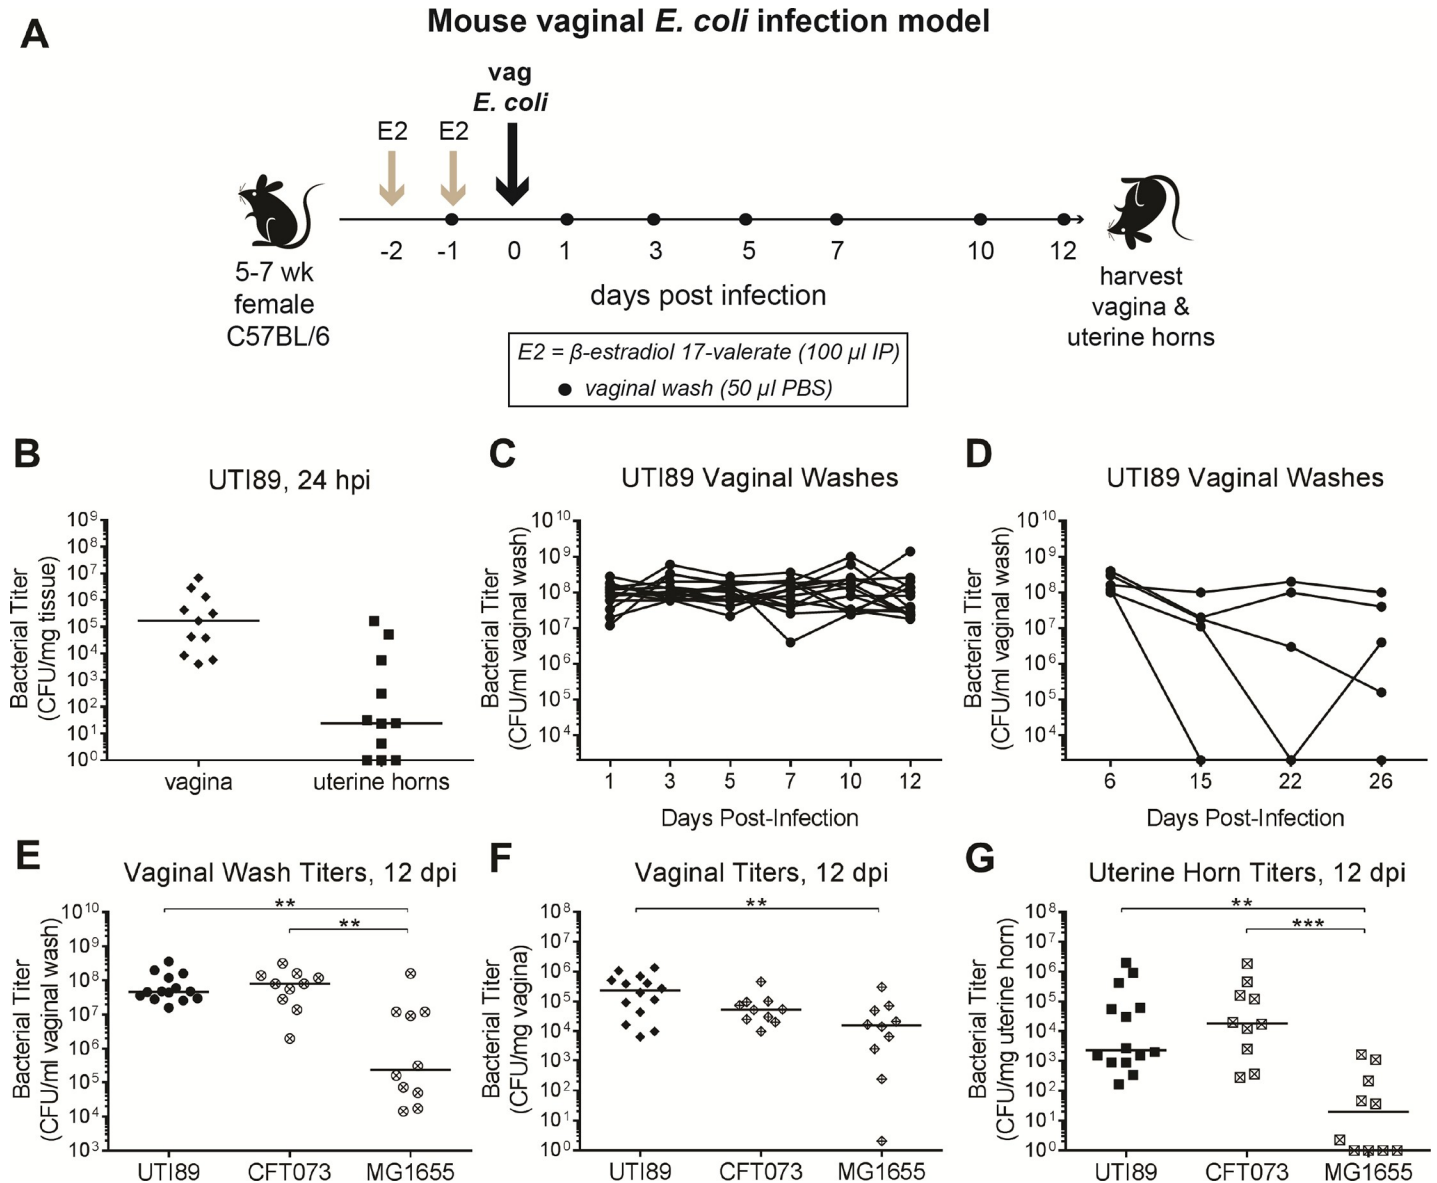 A
Mouse vaginal E. coli infection model
vag
E. coli
E2 E2
-2 -1 0 1 3 5 7 10 12
days post infection
5-7 wk
female
C57BL/6
harvest
vagina &
uterine horns
E2 = β-estradiol 17-valerate (100 µl IP)
vaginal wash (50 µl PBS)
B
UTI89, 24 hpi
Bacterial Titer
(CFU/mg tissue)
10⁹
10⁸
10⁷
10⁶
10⁵
10⁴
10³
10²
10¹
10⁰
vagina uterine horns
C
UTI89 Vaginal Washes
Bacterial Titer
(CFU/ml vaginal wash)
10¹⁰
10⁹
10⁸
10⁷
10⁶
10⁵
10⁴
1 3 5 7 10 12
Days Post-Infection
D
UTI89 Vaginal Washes
Bacterial Titer
(CFU/ml vaginal wash)
10¹⁰
10⁹
10⁸
10⁷
10⁶
10⁵
10⁴
6 15 22 26
Days Post-Infection
E
Vaginal Wash Titers, 12 dpi
Bacterial Titer
(CFU/ml vaginal wash)
10¹⁰
10⁹
10⁸
10⁷
10⁶
10⁵
10⁴
10³
**
**
UTI89 CFT073 MG1655
F
Vaginal Titers, 12 dpi
Bacterial Titer
(CFU/mg vagina)
10⁸
10⁷
10⁶
10⁵
10⁴
10³
10²
10¹
10⁰
**
UTI89 CFT073 MG1655
G
Uterine Horn Titers, 12 dpi
Bacterial Titer
(CFU/mg uterine horn)
10⁸
10⁷
10⁶
10⁵
10⁴
10³
10²
10¹
10⁰
**
***
UTI89 CFT073 MG1655